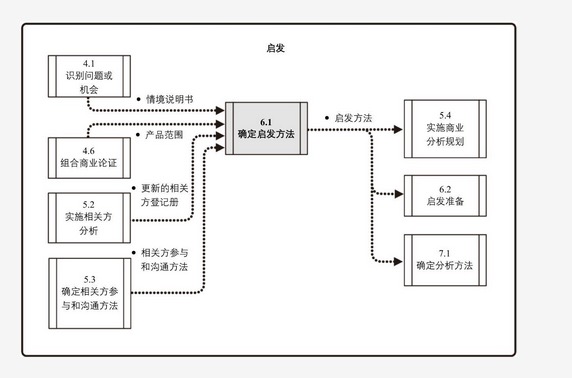 启发
4.1
识别问题或
机会
• 情境说明书
4.6
组合商业论证
• 产品范围
5.2
实施相关方
分析
• 更新的相关
方登记册
5.3
确定相关方参
与和沟通方法
• 相关方参与
和沟通方法
6.1
确定启发方法
• 启发方法
5.4
实施商业
分析规划
6.2
启发准备
7.1
确定分析方法